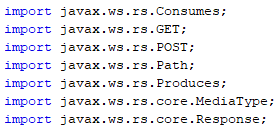 import javax.ws.rs.Consumes;
import javax.ws.rs.GET;
import javax.ws.rs.POST;
import javax.ws.rs.Path;
import javax.ws.rs.Produces;
import javax.ws.rs.core.MediaType;
import javax.ws.rs.core.Response;